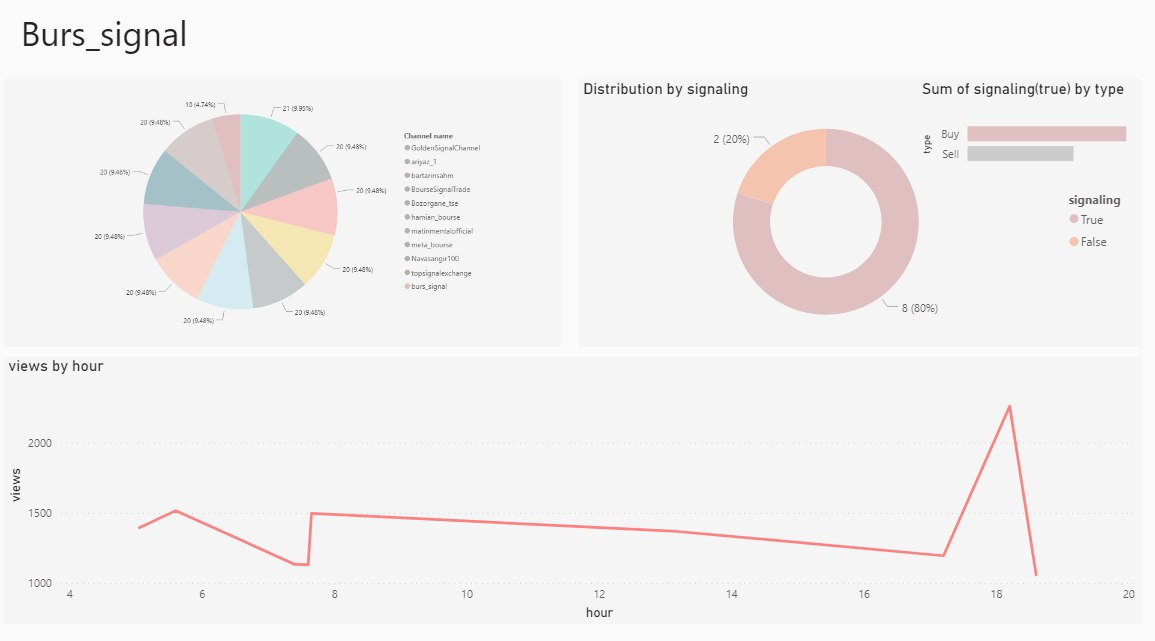 Burs_signal
10 (4.74%)
21 (9.95%)
20 (9.48%)
20 (9.48%)
20 (9.48%)
20 (9.48%)
20 (9.48%)
20 (9.48%)
20 (9.48%)
20 (9.48%)
20 (9.48%)
20 (9.48%)
Channel name
GoldenSignalChannel
ariyaz_1
bartarinsahm
BourseSignalTrade
Bozorgane_tse
hamian_bourse
matinmentalofficial
meta_bourse
Navasangir100
topsignalexchange
burs_signal
Distribution by signaling
2 (20%)
8 (80%)
Sum of signaling(true) by type
type
Buy
Sell
signaling
True
False
views by hour
views
2000
1500
1000
4 6 8 10 12 14 16 18 20
hour